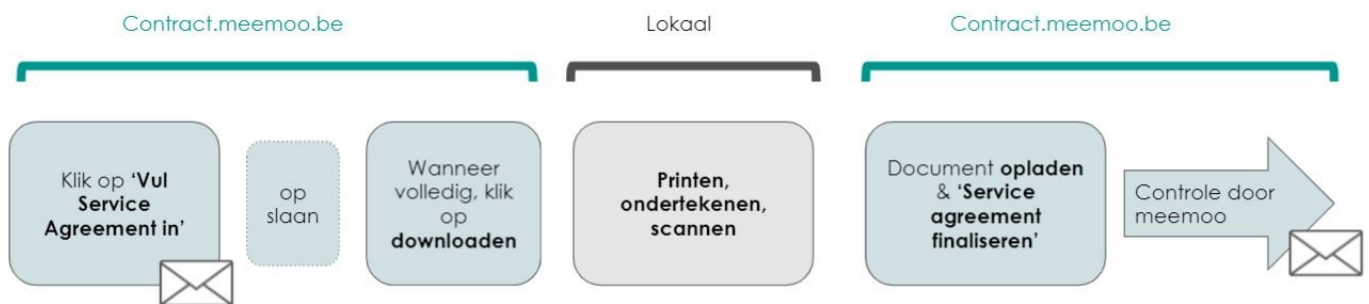 Contract.meemoo.be
Lokaal
Contract.meemoo.be
Klik op ‘Vul
Service
Agreement in’
op
slaan
Wanneer
volledig, klik
op
downloaden
Printen,
ondertekenen,
scannen
Document opladen
& ‘Service
agreement
finaliseren’
Controle door
meemoo